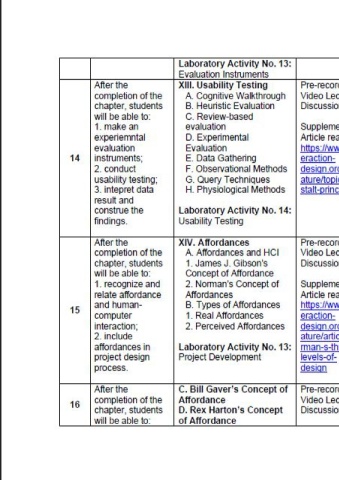 Laboratory Activity No. 13:
Evaluation Instruments
14
After the
completion of the
chapter, students
will be able to:
1. make an
experiemntal
evaluation
instruments;
2. conduct
usability testing;
3. intepret data
result and
construe the
findings.
XIII. Usability Testing
A. Cognitive Walkthrough
B. Heuristic Evaluation
C. Review-based
evaluation
D. Experimental
Evaluation
E. Data Gathering
F. Observational Methods
G. Query Techniques
H. Physiological Methods
Laboratory Activity No. 14:
Usability Testing
Pre-recor
Video Lec
Discussio
Suppleme
Article rea
https://ww
eraction-
design.or
ature/topi
stalt-princ
15
After the
completion of the
chapter, students
will be able to:
1. recognize and
relate affordance
and human-
computer
interaction;
2. include
affordances in
project design
process.
XIV. Affordances
A. Affordances and HCI
1. James J. Gibson's
Concept of Affordance
2. Norman's Concept of
Affordances
B. Types of Affordances
1. Real Affordances
2. Perceived Affordances
Laboratory Activity No. 13:
Project Development
Pre-recor
Video Lec
Discussio
Suppleme
Article rea
https://ww
eraction-
design.or
ature/artic
rman-s-th
levels-of-
design
16
After the
completion of the
chapter, students
will be able to:
C. Bill Gaver's Concept of
Affordance
D. Rex Harton's Concept
of Affordance
Pre-recor
Video Lec
Discussio